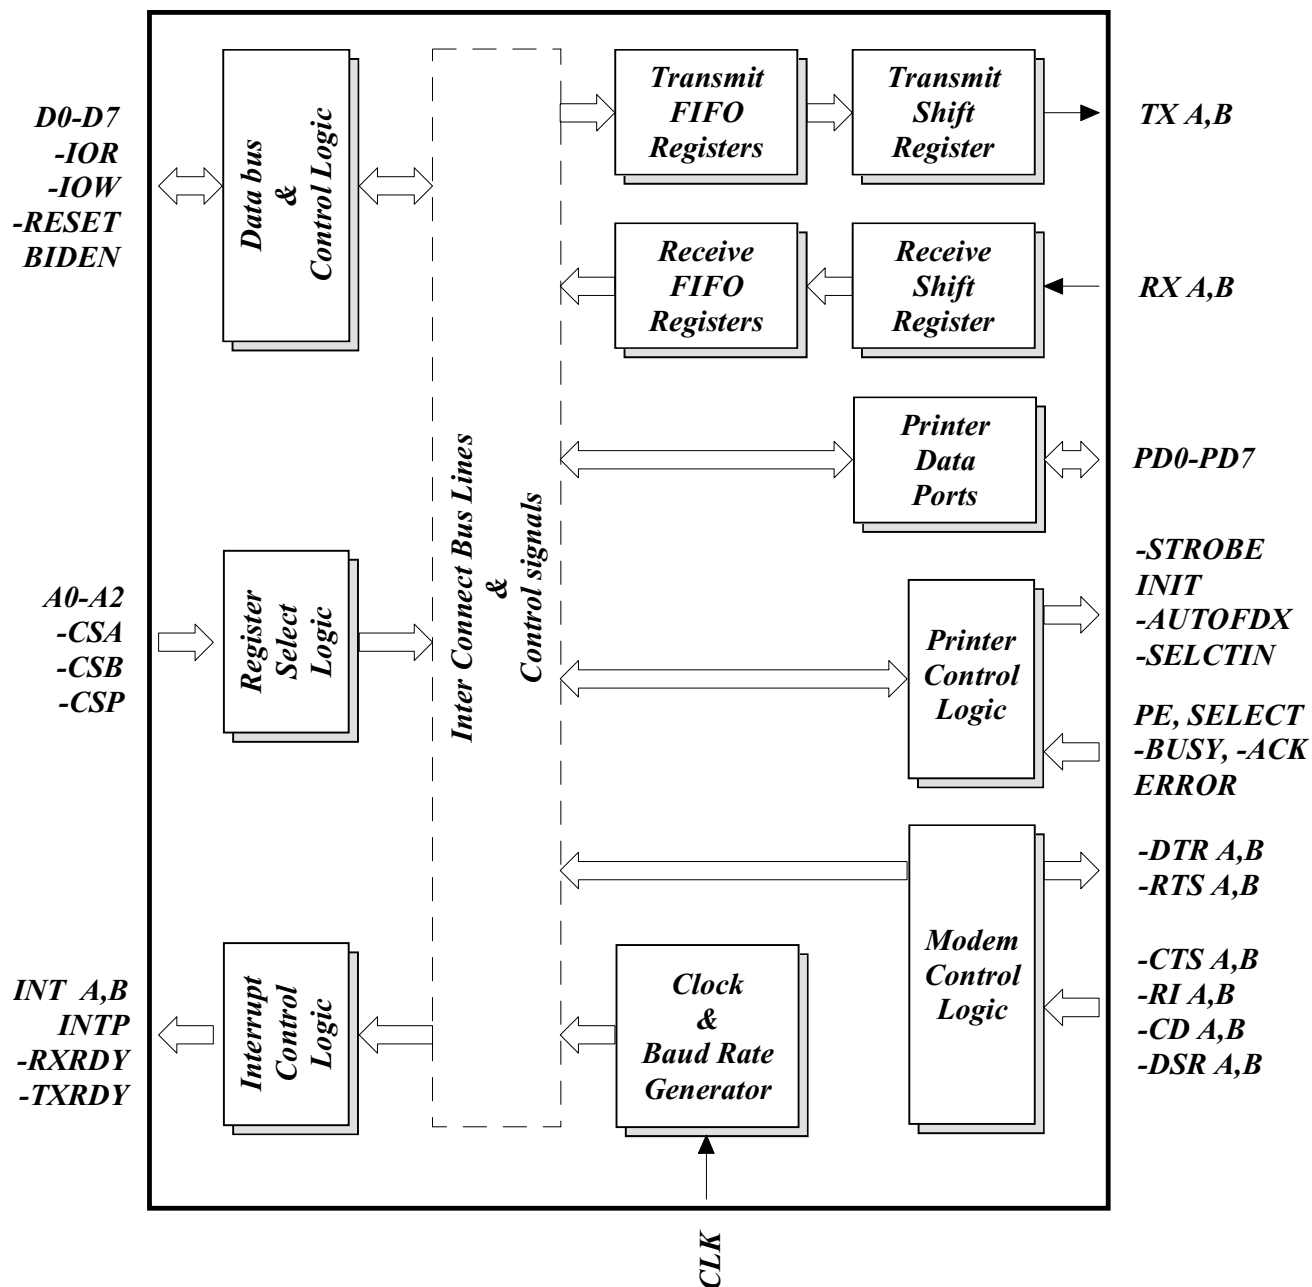 D0-D7
-IOR
-IOW
-RESET
BIDEN
Data bus
&
Control Logic
A0-A2
-CSA
-CSB
-CSP
Register
Select
Logic
INT A,B
INTP
-RXRDY
-TXRDY
Interrupt
Control
Logic
Inter Connect Bus Lines
&
Control signals
Transmit
FIFO
Registers
Transmit
Shift
Register
TX A,B
Receive
FIFO
Registers
Receive
Shift
Register
RX A,B
Printer
Data
Ports
PD0-PD7
Printer
Control
Logic
-STROBE
INIT
-AUTOFDX
-SELCTIN
PE, SELECT
-BUSY, -ACK
ERROR
Modem
Control
Logic
-DTR A,B
-RTS A,B
-CTS A,B
-RI A,B
-CD A,B
-DSR A,B
Clock
&
Baud Rate
Generator
CLK